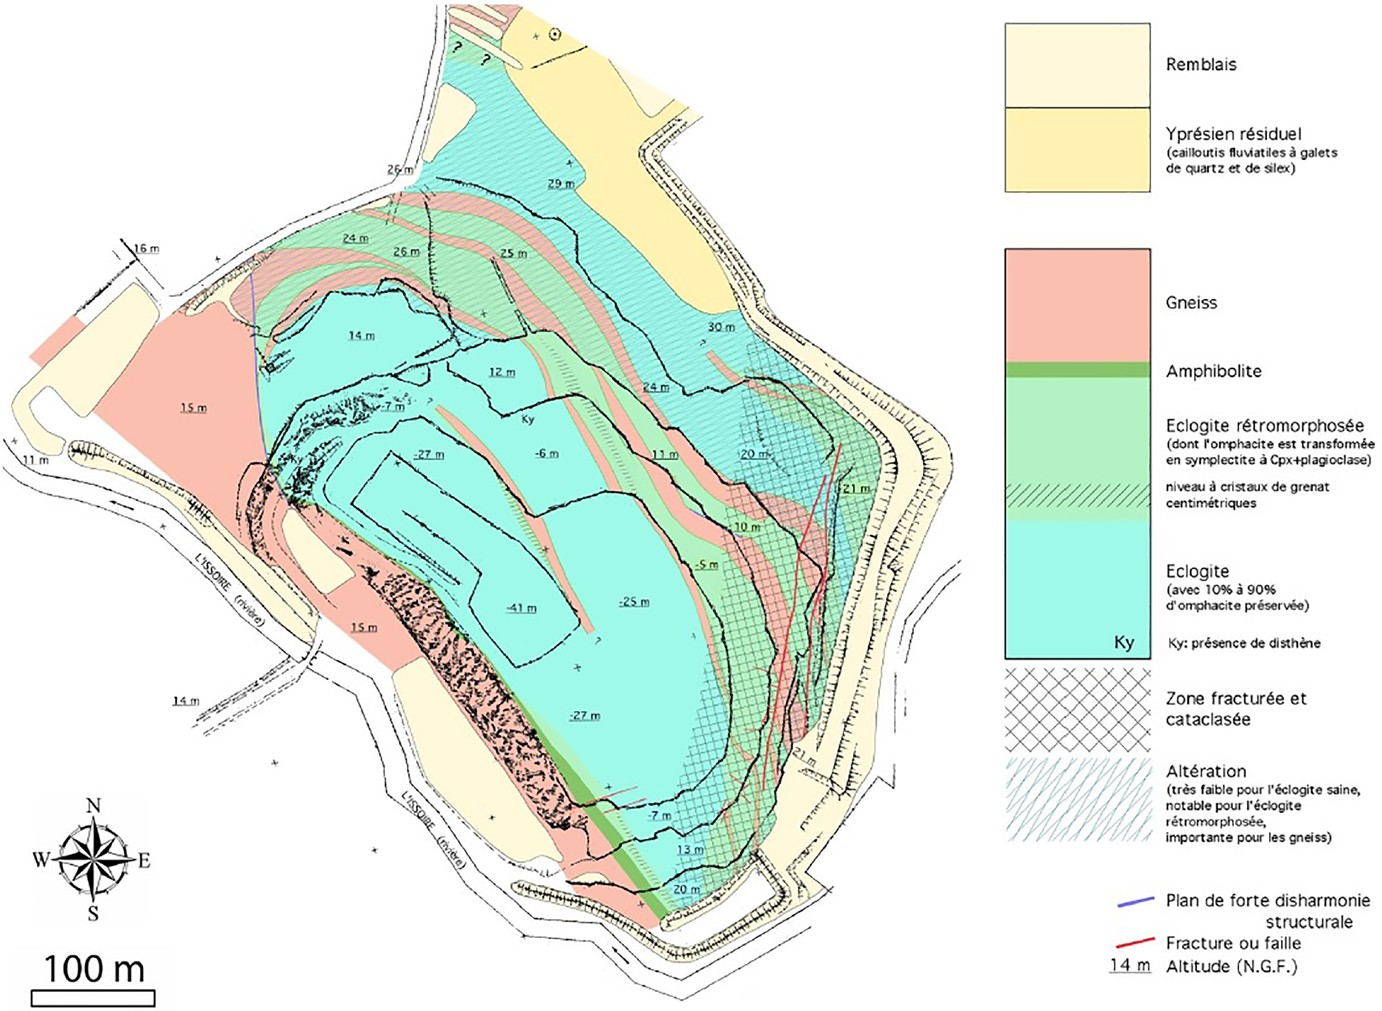 ?
?
26 m
29 m
16 m
24 m
26 m
25 m
14 m
30 m
?
12 m
24 m
-7 m
?
15 m
Ky
-27 m
-6 m
11 m
20 m
11 m
21 m
-10 m
-5 m
L'ISSOIRE (rivière)
-41 m
-25 m
15 m
?
14 m
-27 m
21 m
L'ISSOIRE (rivière)
-7 m
13 m
20 m
N
W
E
S
100 m
Remblais
Yprésien résiduel
(cailloutis fluviatiles à galets
de quartz et de silex)
Gneiss
Amphibolite
Eclogite rétromorphosée
(dont l'omphacite est transformée
en symplectite à Cpx+plagioclase)
niveau à cristaux de grenat
centimétriques
Eclogite
(avec 10% à 90%
d'omphacite préservée)
Ky
Ky: présence de disthène
Zone fracturée et
cataclasée
Altération
(très faible pour l'éclogite saine,
notable pour l'éclogite
rétromorphosée,
importante pour les gneiss)
Plan de forte disharmonie
structurale
Fracture ou faille
14 m Altitude (N.G.F.)